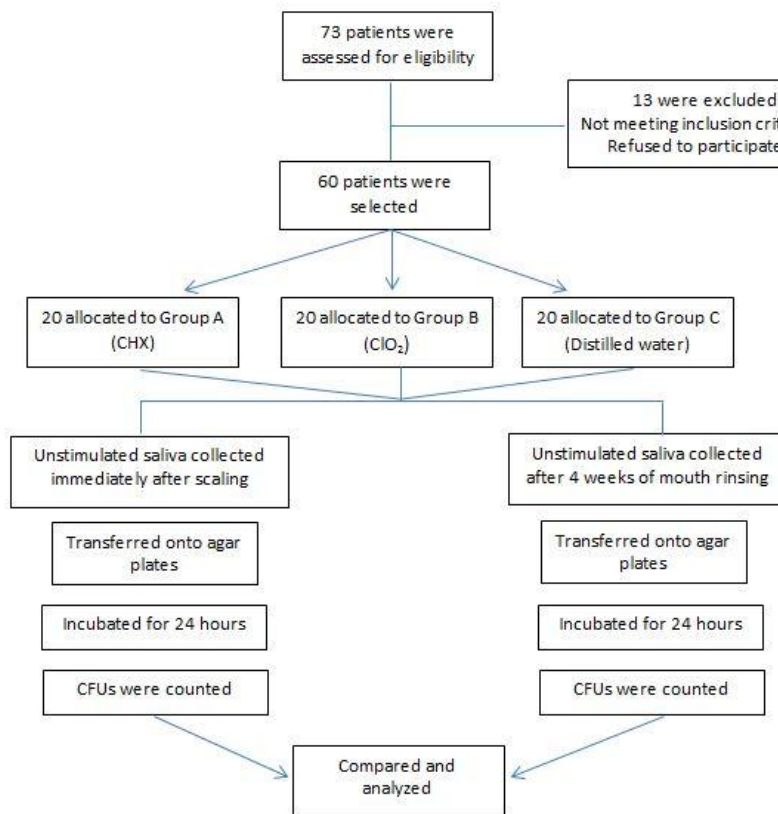 73 patients were
assessed for eligibility
13 were excluded
Not meeting inclusion
Refused to participate
60 patients were
selected
20 allocated to Group A
(CHX)
20 allocated to Group B
(ClO₂)
20 allocated to Group C
(Distilled water)
Unstimulated saliva collected
immediately after scaling
Unstimulated saliva collected
after 4 weeks of mouth rinsing
Transferred onto agar
plates
Transferred onto agar
plates
Incubated for 24 hours
Incubated for 24 hours
CFUs were counted
CFUs were counted
Compared and
analyzed